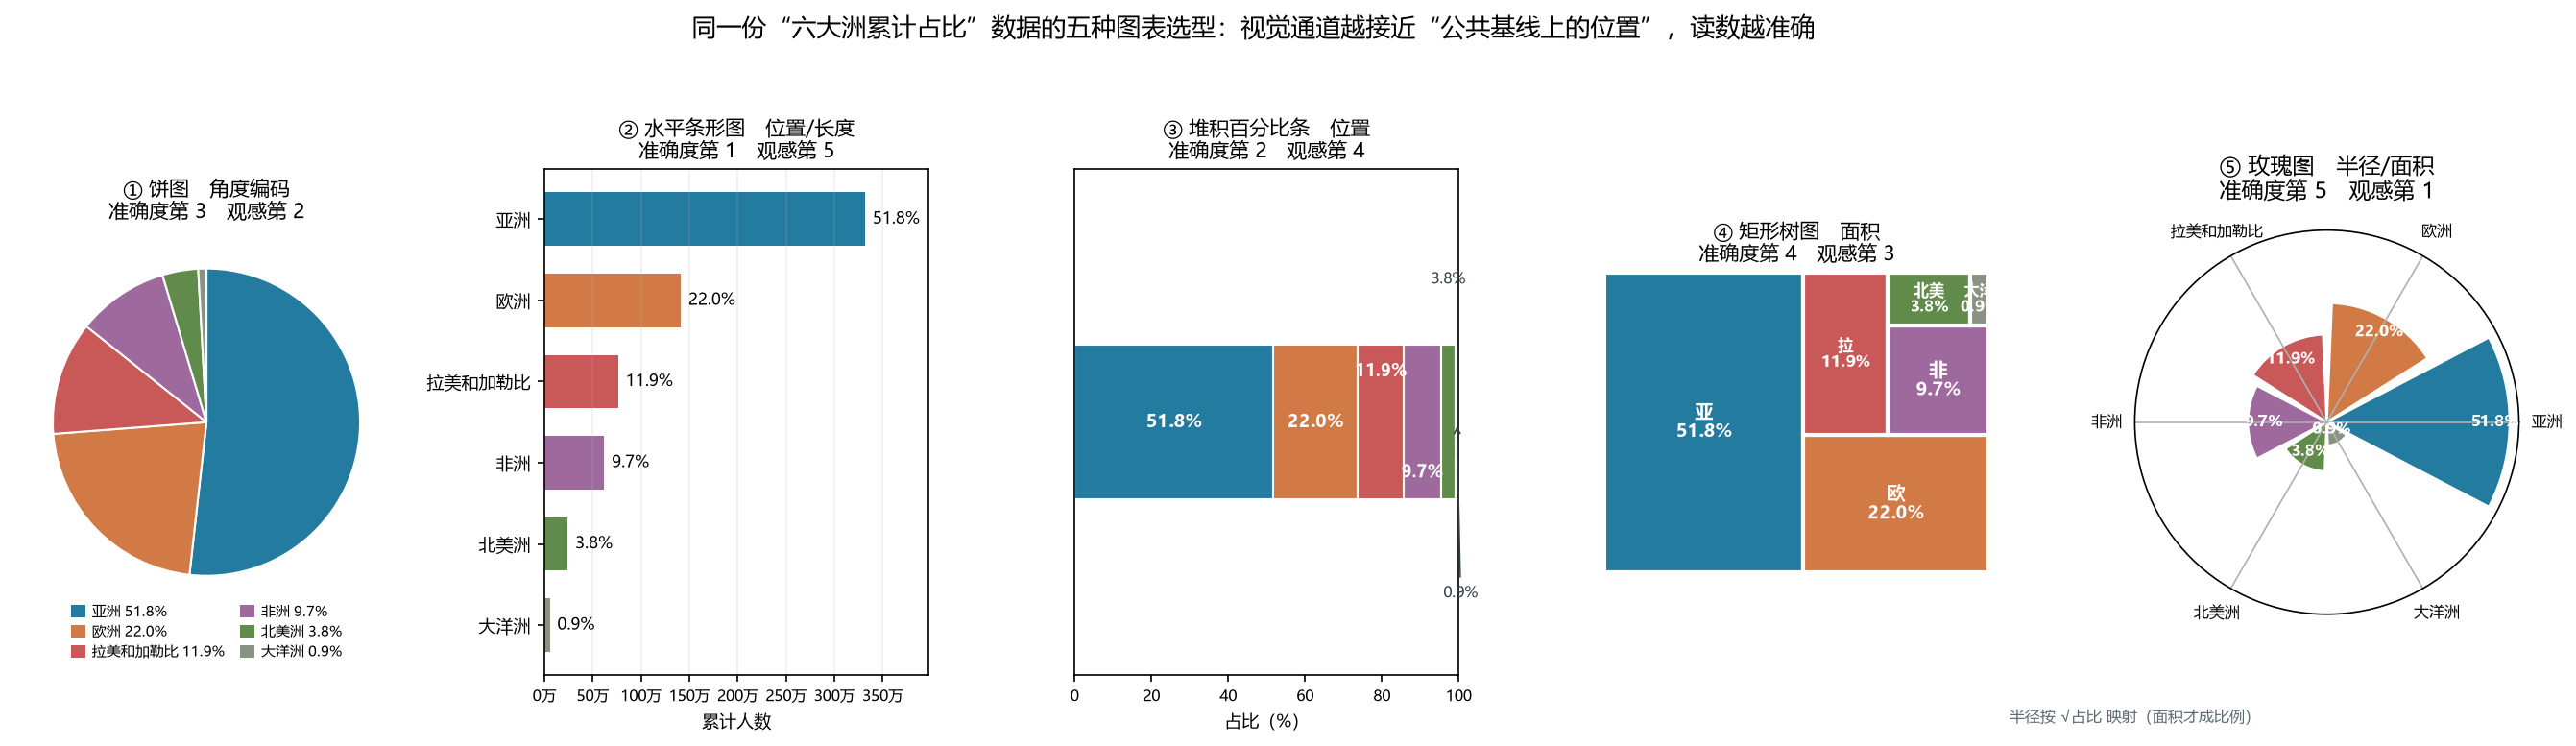 同一份“六大洲累计占比”数据的五种图表选型：视觉通道越接近“公共基线上的位置”，读数越准确
① 饼图 角度编码
准确度第 3 观感第 2
亚洲 51.8%
欧洲 22.0%
拉美和加勒比 11.9%
非洲 9.7%
北美洲 3.8%
大洋洲 0.9%
② 水平条形图 位置/长度
准确度第 1 观感第 5
亚洲
51.8%
欧洲
22.0%
拉美和加勒比
11.9%
非洲
9.7%
北美洲
3.8%
大洋洲
0.9%
0万 50万 100万 150万 200万 250万 300万 350万
累计人数
③ 堆积百分比条 位置
准确度第 2 观感第 4
3.8%
11.9%
51.8%
22.0%
9.7%
0.9%
0 20 40 60 80 100
占比（%）
④ 矩形树图 面积
准确度第 4 观感第 3
亚
51.8%
拉
11.9%
北美
3.8%
大洋
0.9%
非
9.7%
欧
22.0%
⑤ 玫瑰图 半径/面积
准确度第 5 观感第 1
拉美和加勒比
欧洲
22.0%
11.9%
非洲
9.7%
0.9%
51.8%
亚洲
3.8%
北美洲
大洋洲
半径按 √占比 映射（面积才成比例）